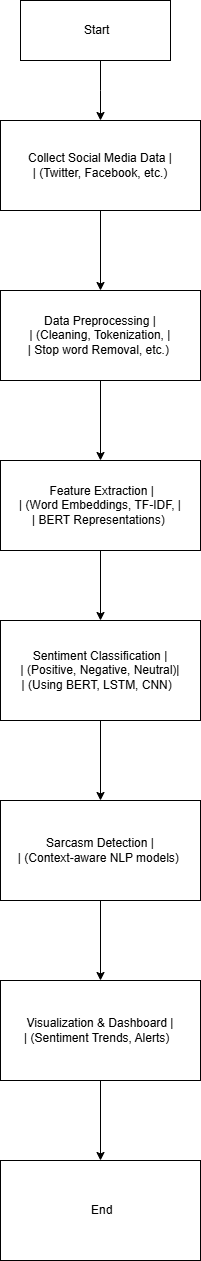 Start
Collect Social Media Data |
| (Twitter, Facebook, etc.)
Data Preprocessing |
| (Cleaning, Tokenization, |
| Stop word Removal, etc.)
Feature Extraction |
| (Word Embeddings, TF-IDF, |
| BERT Representations)
Sentiment Classification |
| (Positive, Negative, Neutral)|
| (Using BERT, LSTM, CNN)
Sarcasm Detection |
| (Context-aware NLP models)
Visualization & Dashboard |
| (Sentiment Trends, Alerts)
End